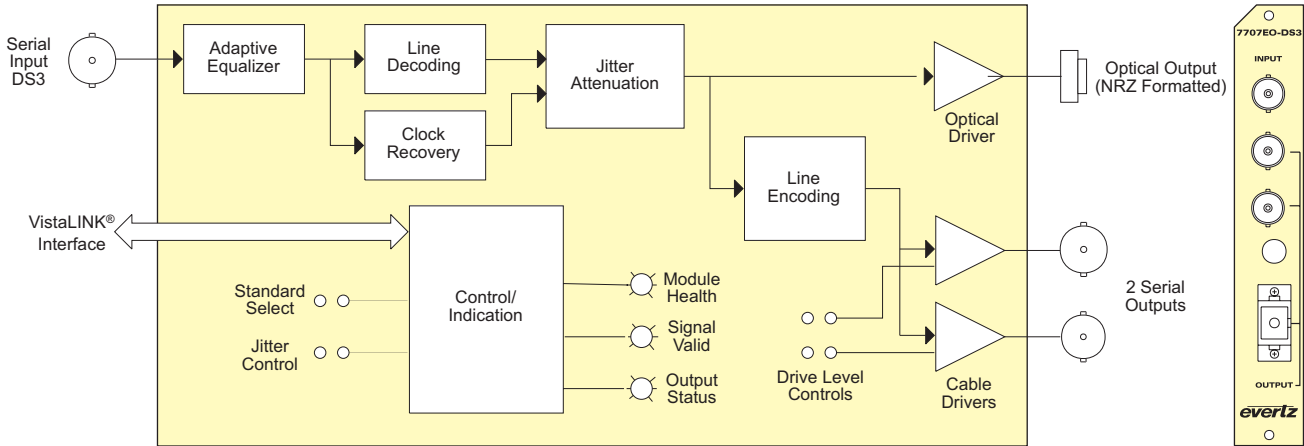 Serial
Input
DS3
Adaptive
Equalizer
Line
Decoding
Clock
Recovery
Jitter
Attenuation
Optical
Driver
Optical Output
(NRZ Formatted)
Line
Encoding
VistaLINK®
Interface
Standard
Select
Jitter
Control
Control/
Indication
Module
Health
Signal
Valid
Output
Status
Drive Level
Controls
Cable
Drivers
2 Serial
Outputs
7707EO-DS3
INPUT
OUTPUT
evertz